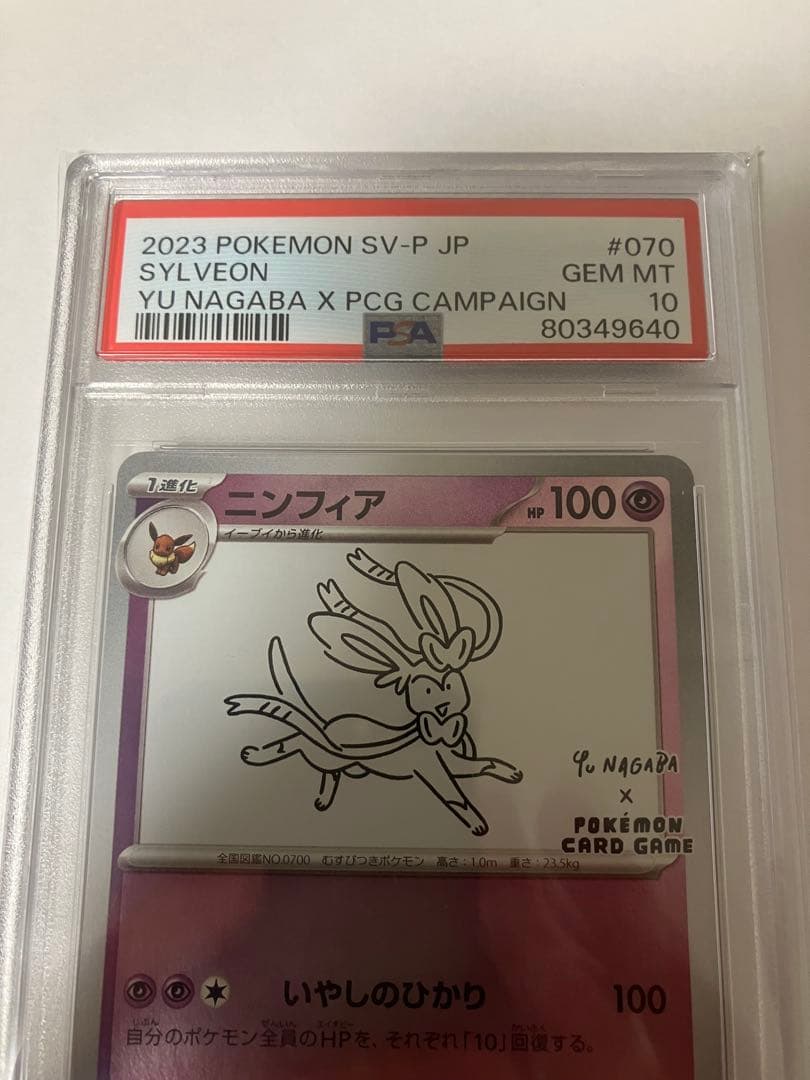 2023 POKEMON SV-P JP #070
SYLVEON GEM MT
YU NAGABA X PCG CAMPAIGN 10
PSA 80349640
1進化
ニンフィア HP 100
イーブイから進化
Yu NAGABA
X
POKÉMON
CARD GAME
全国図鑑NO.0700 むすびつきポケモン 高さ:1.0m 重さ:23.5kg
いやしのひかり 100
自分のポケモン全員のHPを、それぞれ「10」回復する。